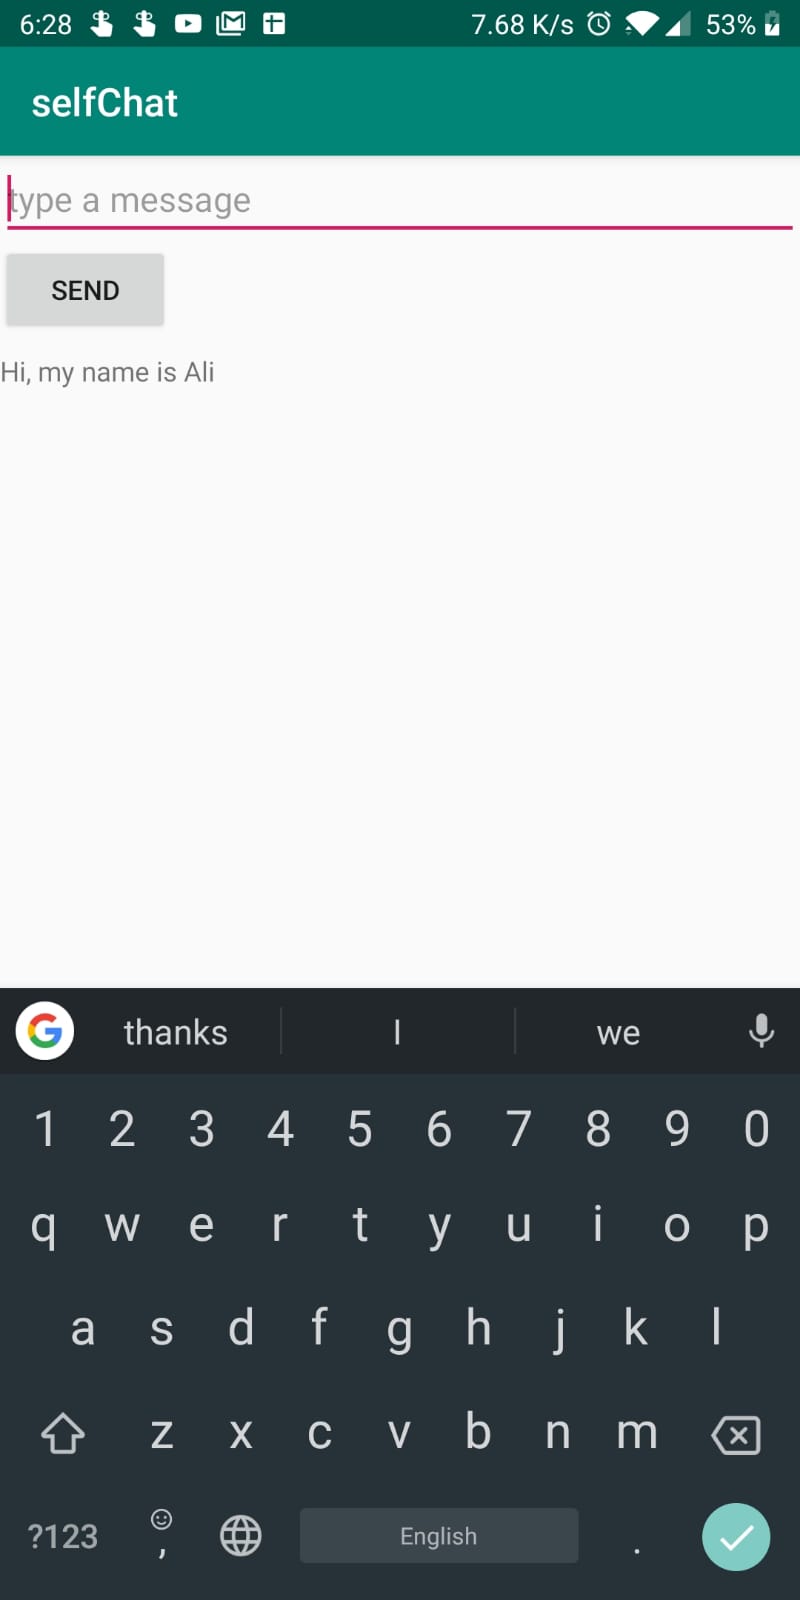 6:28 7.68 K/s 53%
selfChat
type a message
SEND
Hi, my name is Ali
thanks I we
1 2 3 4 5 6 7 8 9 0
q w e r t y u i o p
a s d f g h j k l
z x c v b n m
?123 , English .